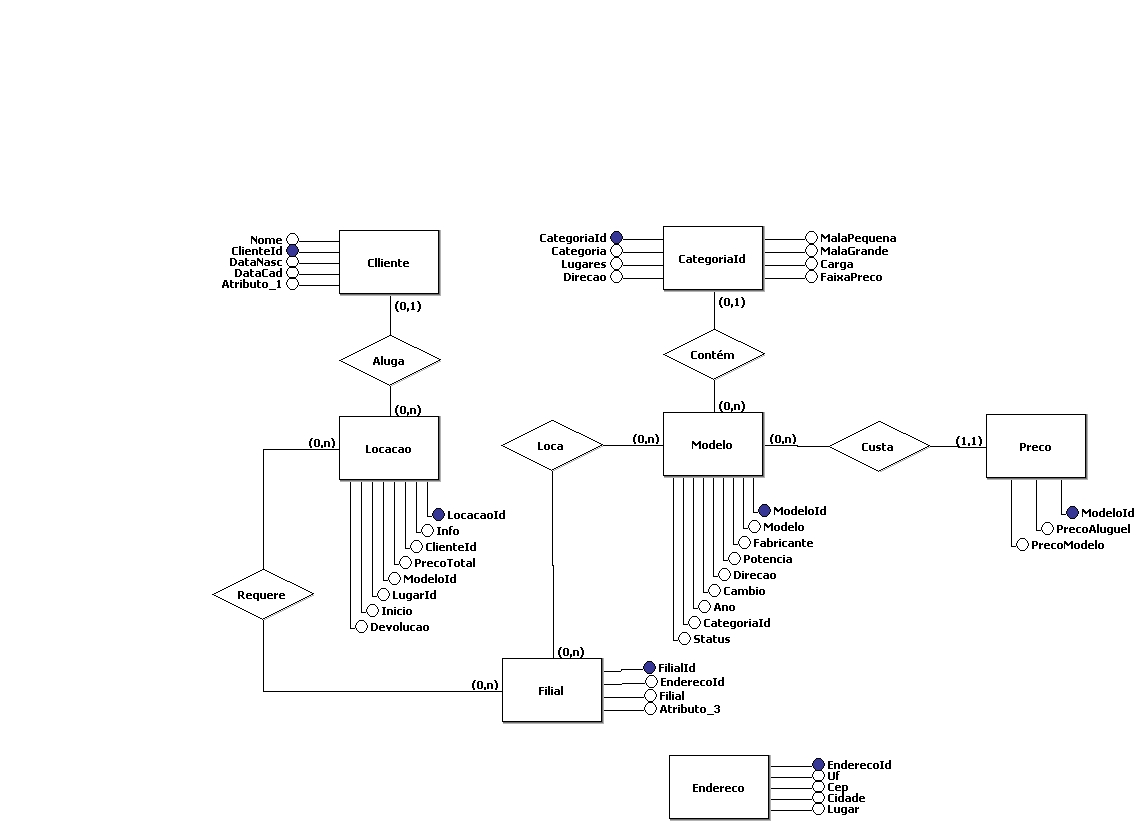 Nome
ClienteId
DataNasc
DataCad
Atributo_1
Clliente
(0,1)
Aluga
(0,n)
Locacao
(0,n)
LocacaoId
Info
ClienteId
PrecoTotal
ModeloId
LugarId
Inicio
Devolucao
Requere
(0,n)
CategoriaId
Categoria
Lugares
Direcao
CategoriaId
MalaPequena
MalaGrande
Carga
FaixaPreco
(0,1)
Contém
(0,n)
Loca
(0,n)
Modelo
(0,n)
Custa
(1,1)
Preco
ModeloId
PrecoAluguel
PrecoModelo
ModeloId
Modelo
Fabricante
Potencia
Direcao
Cambio
Ano
CategoriaId
Status
(0,n)
Filial
FilialId
EnderecoId
Filial
Atributo_3
Endereco
EnderecoId
Uf
Cep
Cidade
Lugar